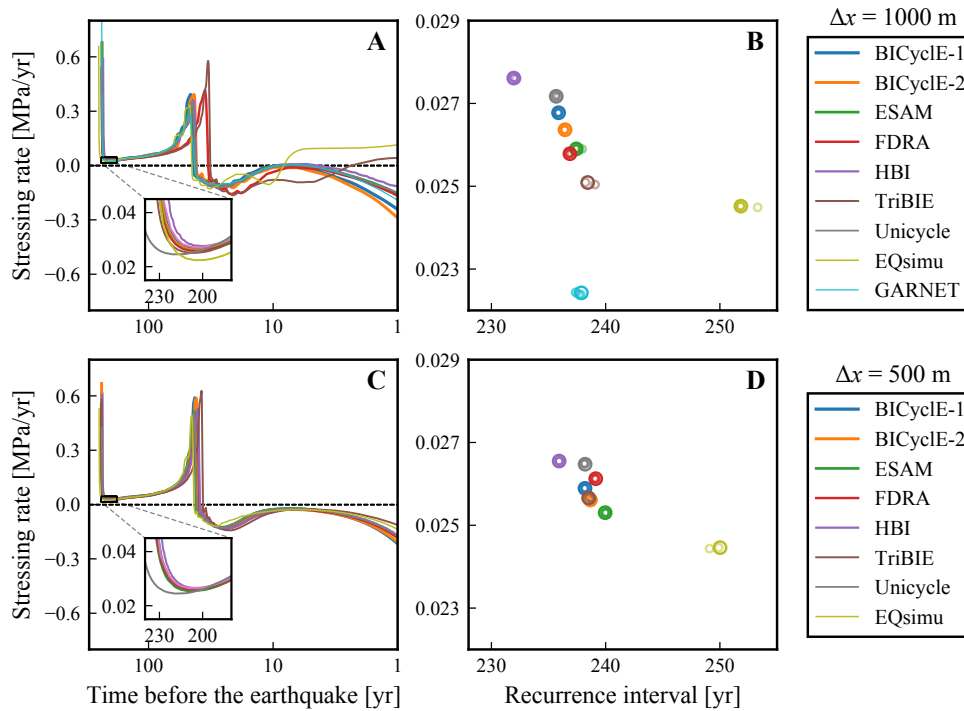 A
B
Δx = 1000 m
Stressing rate [MPa/yr]
0.6
0.3
0.0
−0.3
−0.6
0.04
0.02
230 200
100
10
1
0.029
0.027
0.025
0.023
230
240
250
BICyclE-1
BICyclE-2
ESAM
FDRA
HBI
TriBIE
Unicycle
EQsimu
GARNET
C
D
Δx = 500 m
Stressing rate [MPa/yr]
0.6
0.3
0.0
−0.3
−0.6
0.04
0.02
230 200
100
10
1
Time before the earthquake [yr]
0.029
0.027
0.025
0.023
230
240
250
Recurrence interval [yr]
BICyclE-1
BICyclE-2
ESAM
FDRA
HBI
TriBIE
Unicycle
EQsimu